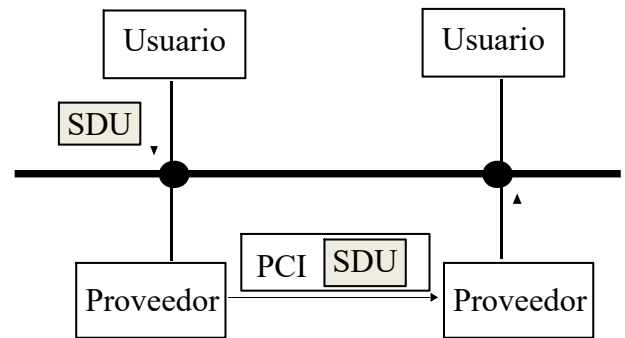 Usuario
Usuario
SDU
PCI SDU
Proveedor
Proveedor